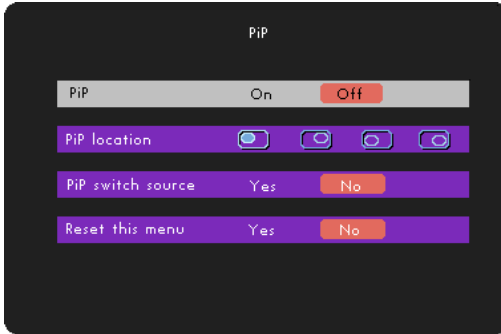 PiP
PiP On Off
PiP location
PiP switch source Yes No
Reset this menu Yes No